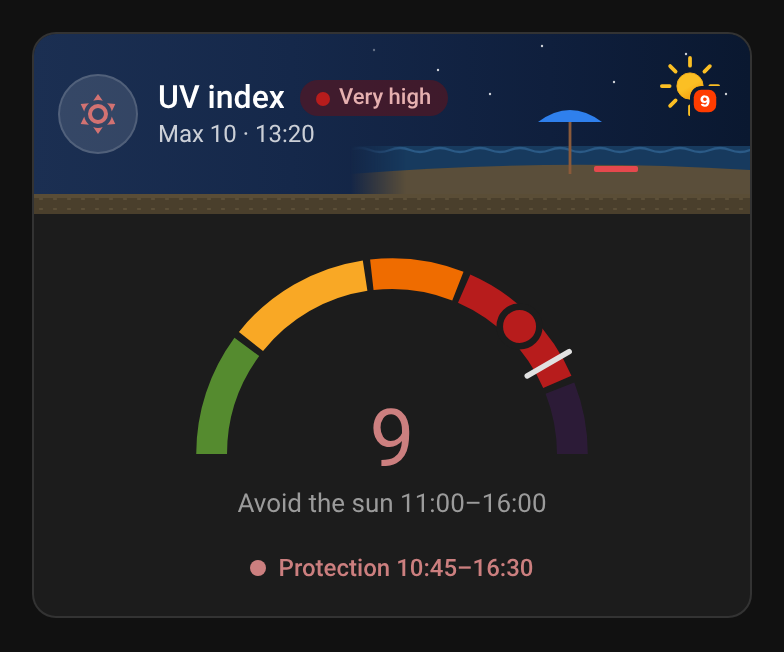 UV index
Very high
9
Max 10 · 13:20
9
Avoid the sun 11:00–16:00
Protection 10:45–16:30